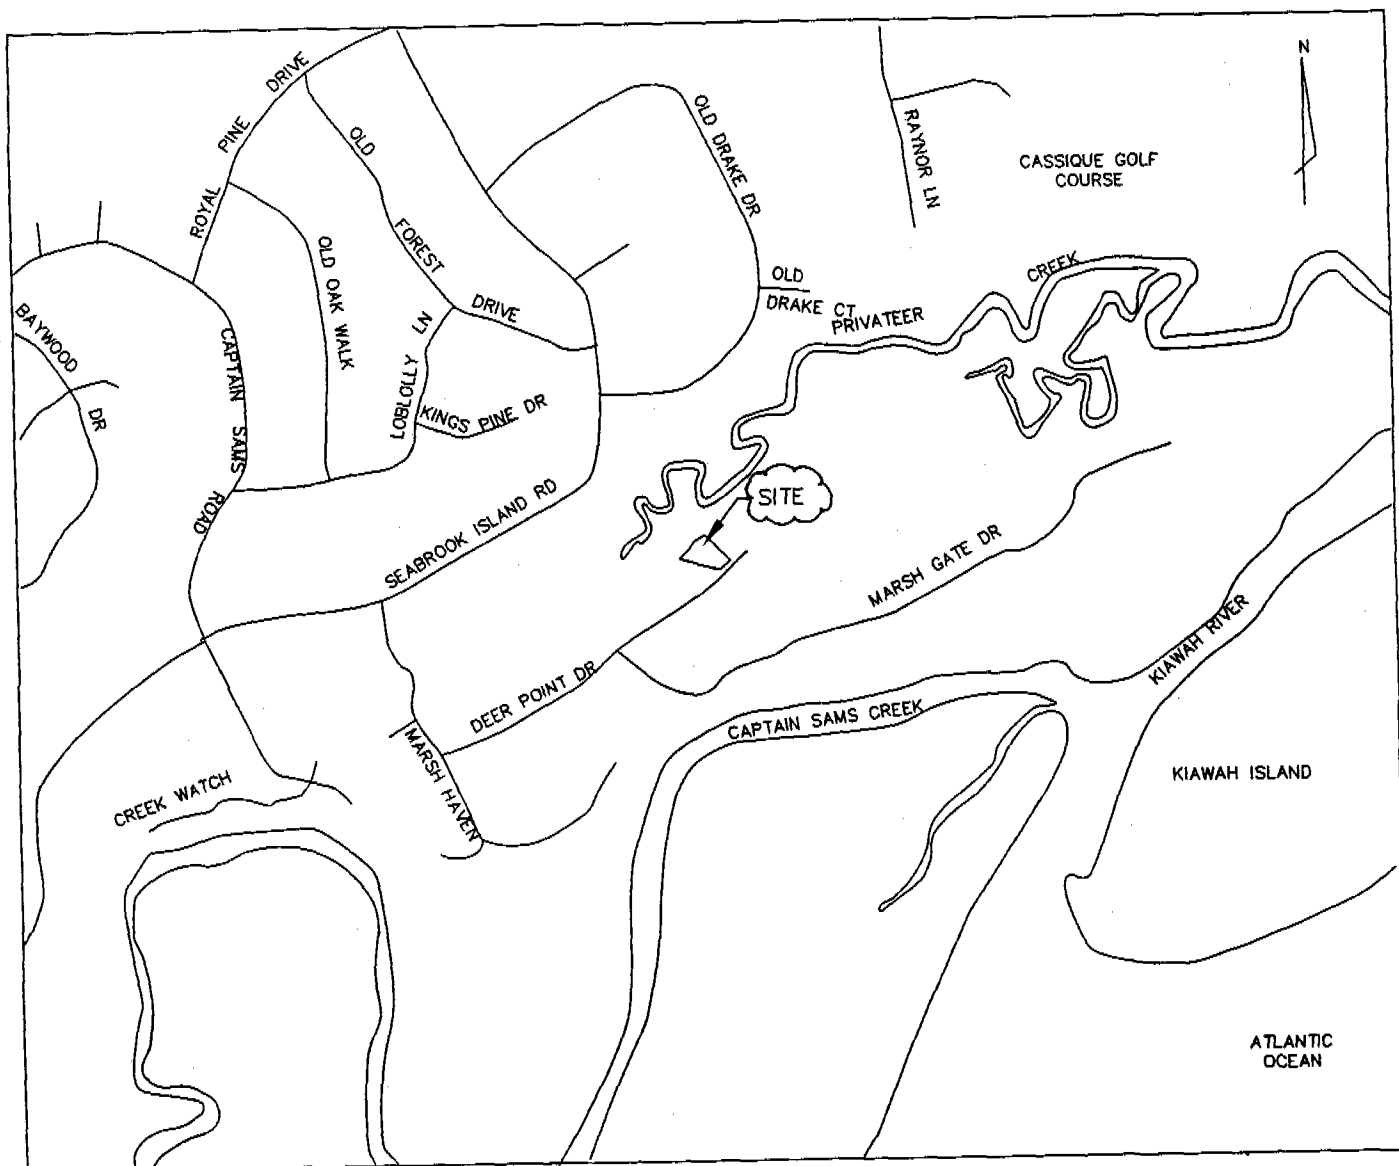 N
ROYAL PINE DRIVE
OLD FOREST DRIVE
OLD DRAKE DR
RAYNOR LN
CASSIQUE GOLF
COURSE
OLD OAK WALK
LOBLOLLY LN
OLD
DRAKE CT
PRIVATEER CREEK
BAYWOOD DR
CAPTAIN SAMS ROAD
KINGS PINE DR
SEABROOK ISLAND RD
SITE
MARSH GATE DR
KIAWAH RIVER
DEER POINT DR
CAPTAIN SAMS CREEK
MARSH HAVEN
CREEK WATCH
KIAWAH ISLAND
ATLANTIC
OCEAN